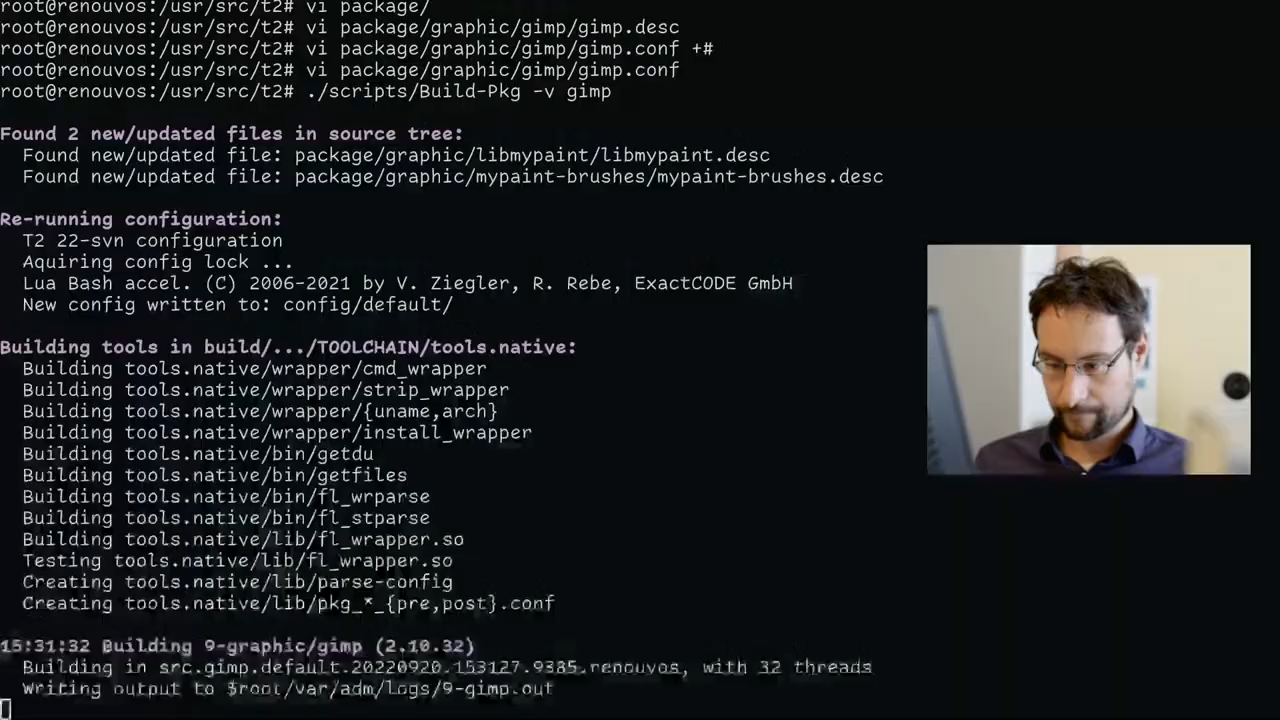 root@renouvos:/usr/src/t2# vi package/
root@renouvos:/usr/src/t2# vi package/graphic/gimp/gimp.desc
root@renouvos:/usr/src/t2# vi package/graphic/gimp/gimp.conf +#
root@renouvos:/usr/src/t2# vi package/graphic/gimp/gimp.conf
root@renouvos:/usr/src/t2# ./scripts/Build-Pkg -v gimp
Found 2 new/updated files in source tree:
Found new/updated file: package/graphic/libmypaint/libmypaint.desc
Found new/updated file: package/graphic/mypaint-brushes/mypaint-brushes.desc
Re-running configuration:
T2 22-svn configuration
Aquiring config lock ...
Lua Bash accel. (C) 2006-2021 by V. Ziegler, R. Rebe, ExactCODE GmbH
New config written to: config/default/
Building tools in build/.../TOOLCHAIN/tools.native:
Building tools.native/wrapper/cmd_wrapper
Building tools.native/wrapper/strip_wrapper
Building tools.native/wrapper/{uname,arch}
Building tools.native/wrapper/install_wrapper
Building tools.native/bin/getdu
Building tools.native/bin/getfiles
Building tools.native/bin/fl_wrparse
Building tools.native/bin/fl_stparse
Building tools.native/lib/fl_wrapper.so
Testing tools.native/lib/fl_wrapper.so
Creating tools.native/lib/parse-config
Creating tools.native/lib/pkg_*_{pre,post}.conf
15:31:32 Building 9-graphic/gimp (2.10.32)
Building in src.gimp.default.20220920.153127.9385.renouvos, with 32 threads
Writing output to $root/var/adm/logs/9-gimp.out